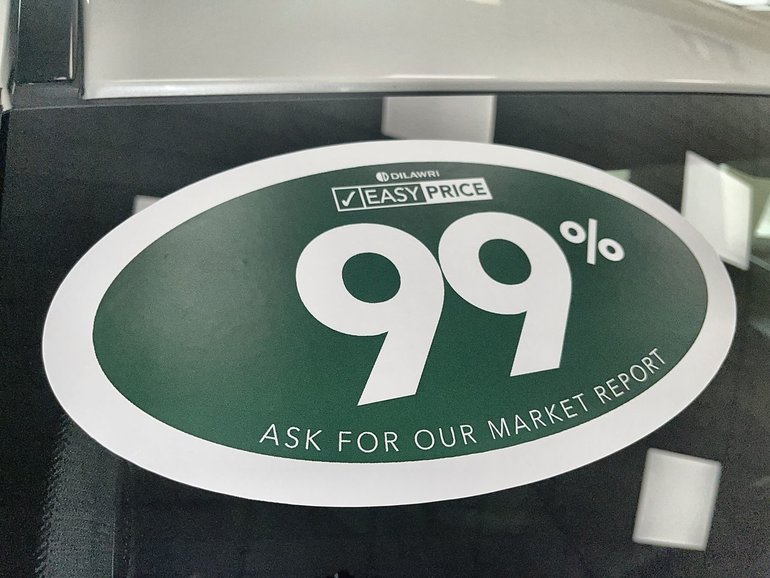 DILAWRI
✓ EASY PRICE
99%
ASK FOR OUR MARKET REPORT